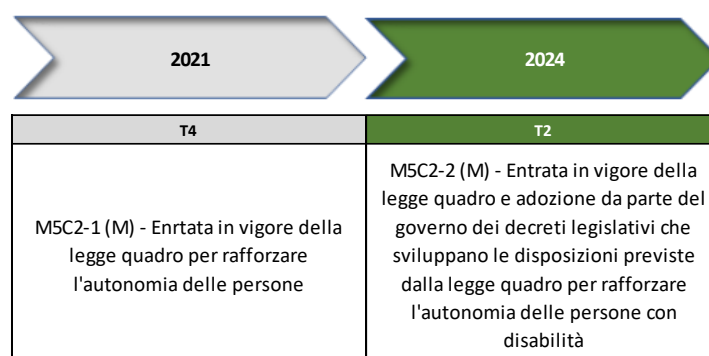 2021
2024
T4
T2
M5C2-1 (M) - Enrtata in vigore della
legge quadro per rafforzare
l'autonomia delle persone
M5C2-2 (M) - Entrata in vigore della
legge quadro e adozione da parte del
governo dei decreti legislativi che
sviluppano le disposizioni previste
dalla legge quadro per rafforzare
l'autonomia delle persone con
disabilità